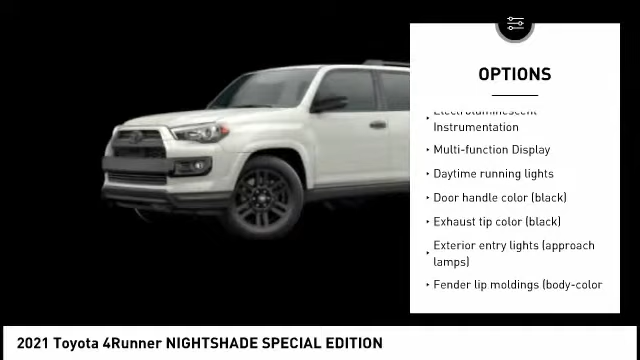 OPTIONS
Electroluminescent
Instrumentation
Multi-function Display
Daytime running lights
Door handle color (black)
Exhaust tip color (black)
Exterior entry lights (approach
lamps)
Fender lip moldings (body-color
2021 Toyota 4Runner NIGHTSHADE SPECIAL EDITION